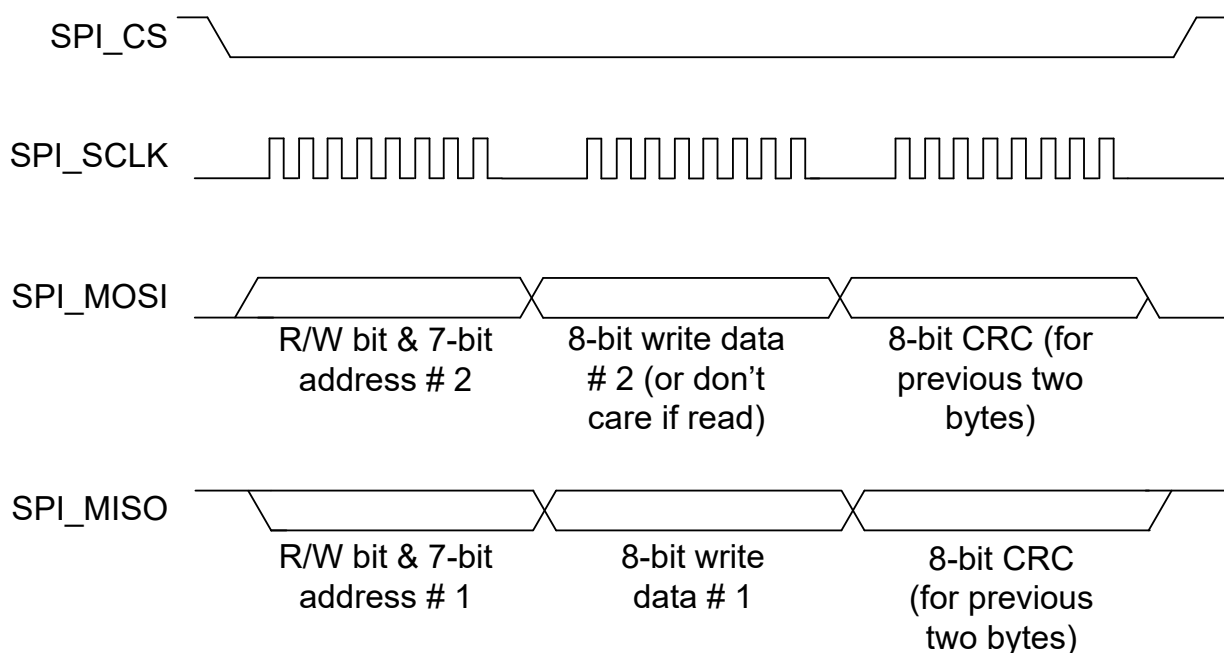 SPI_CS
SPI_SCLK
SPI_MOSI
R/W bit & 7-bit
address # 2
8-bit write data
# 2 (or don’t
care if read)
8-bit CRC (for
previous two
bytes)
SPI_MISO
R/W bit & 7-bit
address # 1
8-bit write
data # 1
8-bit CRC
(for previous
two bytes)